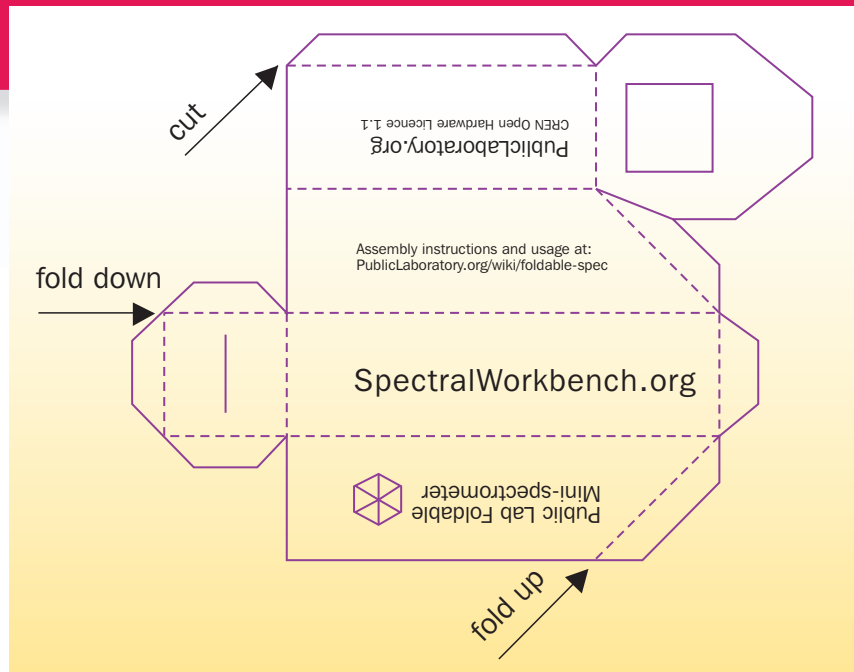 cut
CREN Open Hardware Licence 1.1
PublicLaboratory.org
Assembly instructions and usage at:
PublicLaboratory.org/wiki/foldable-spec
fold down
SpectralWorkbench.org
Public Lab Foldable
Mini-spectrometer
fold up